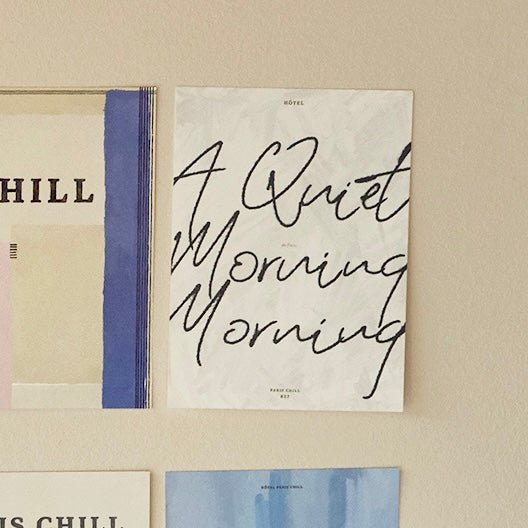 HILL
HÔTEL
A Quiet
Morning
Morning
PARIS CHILL
IS CHILL
HÔTEL PARIS CHILL